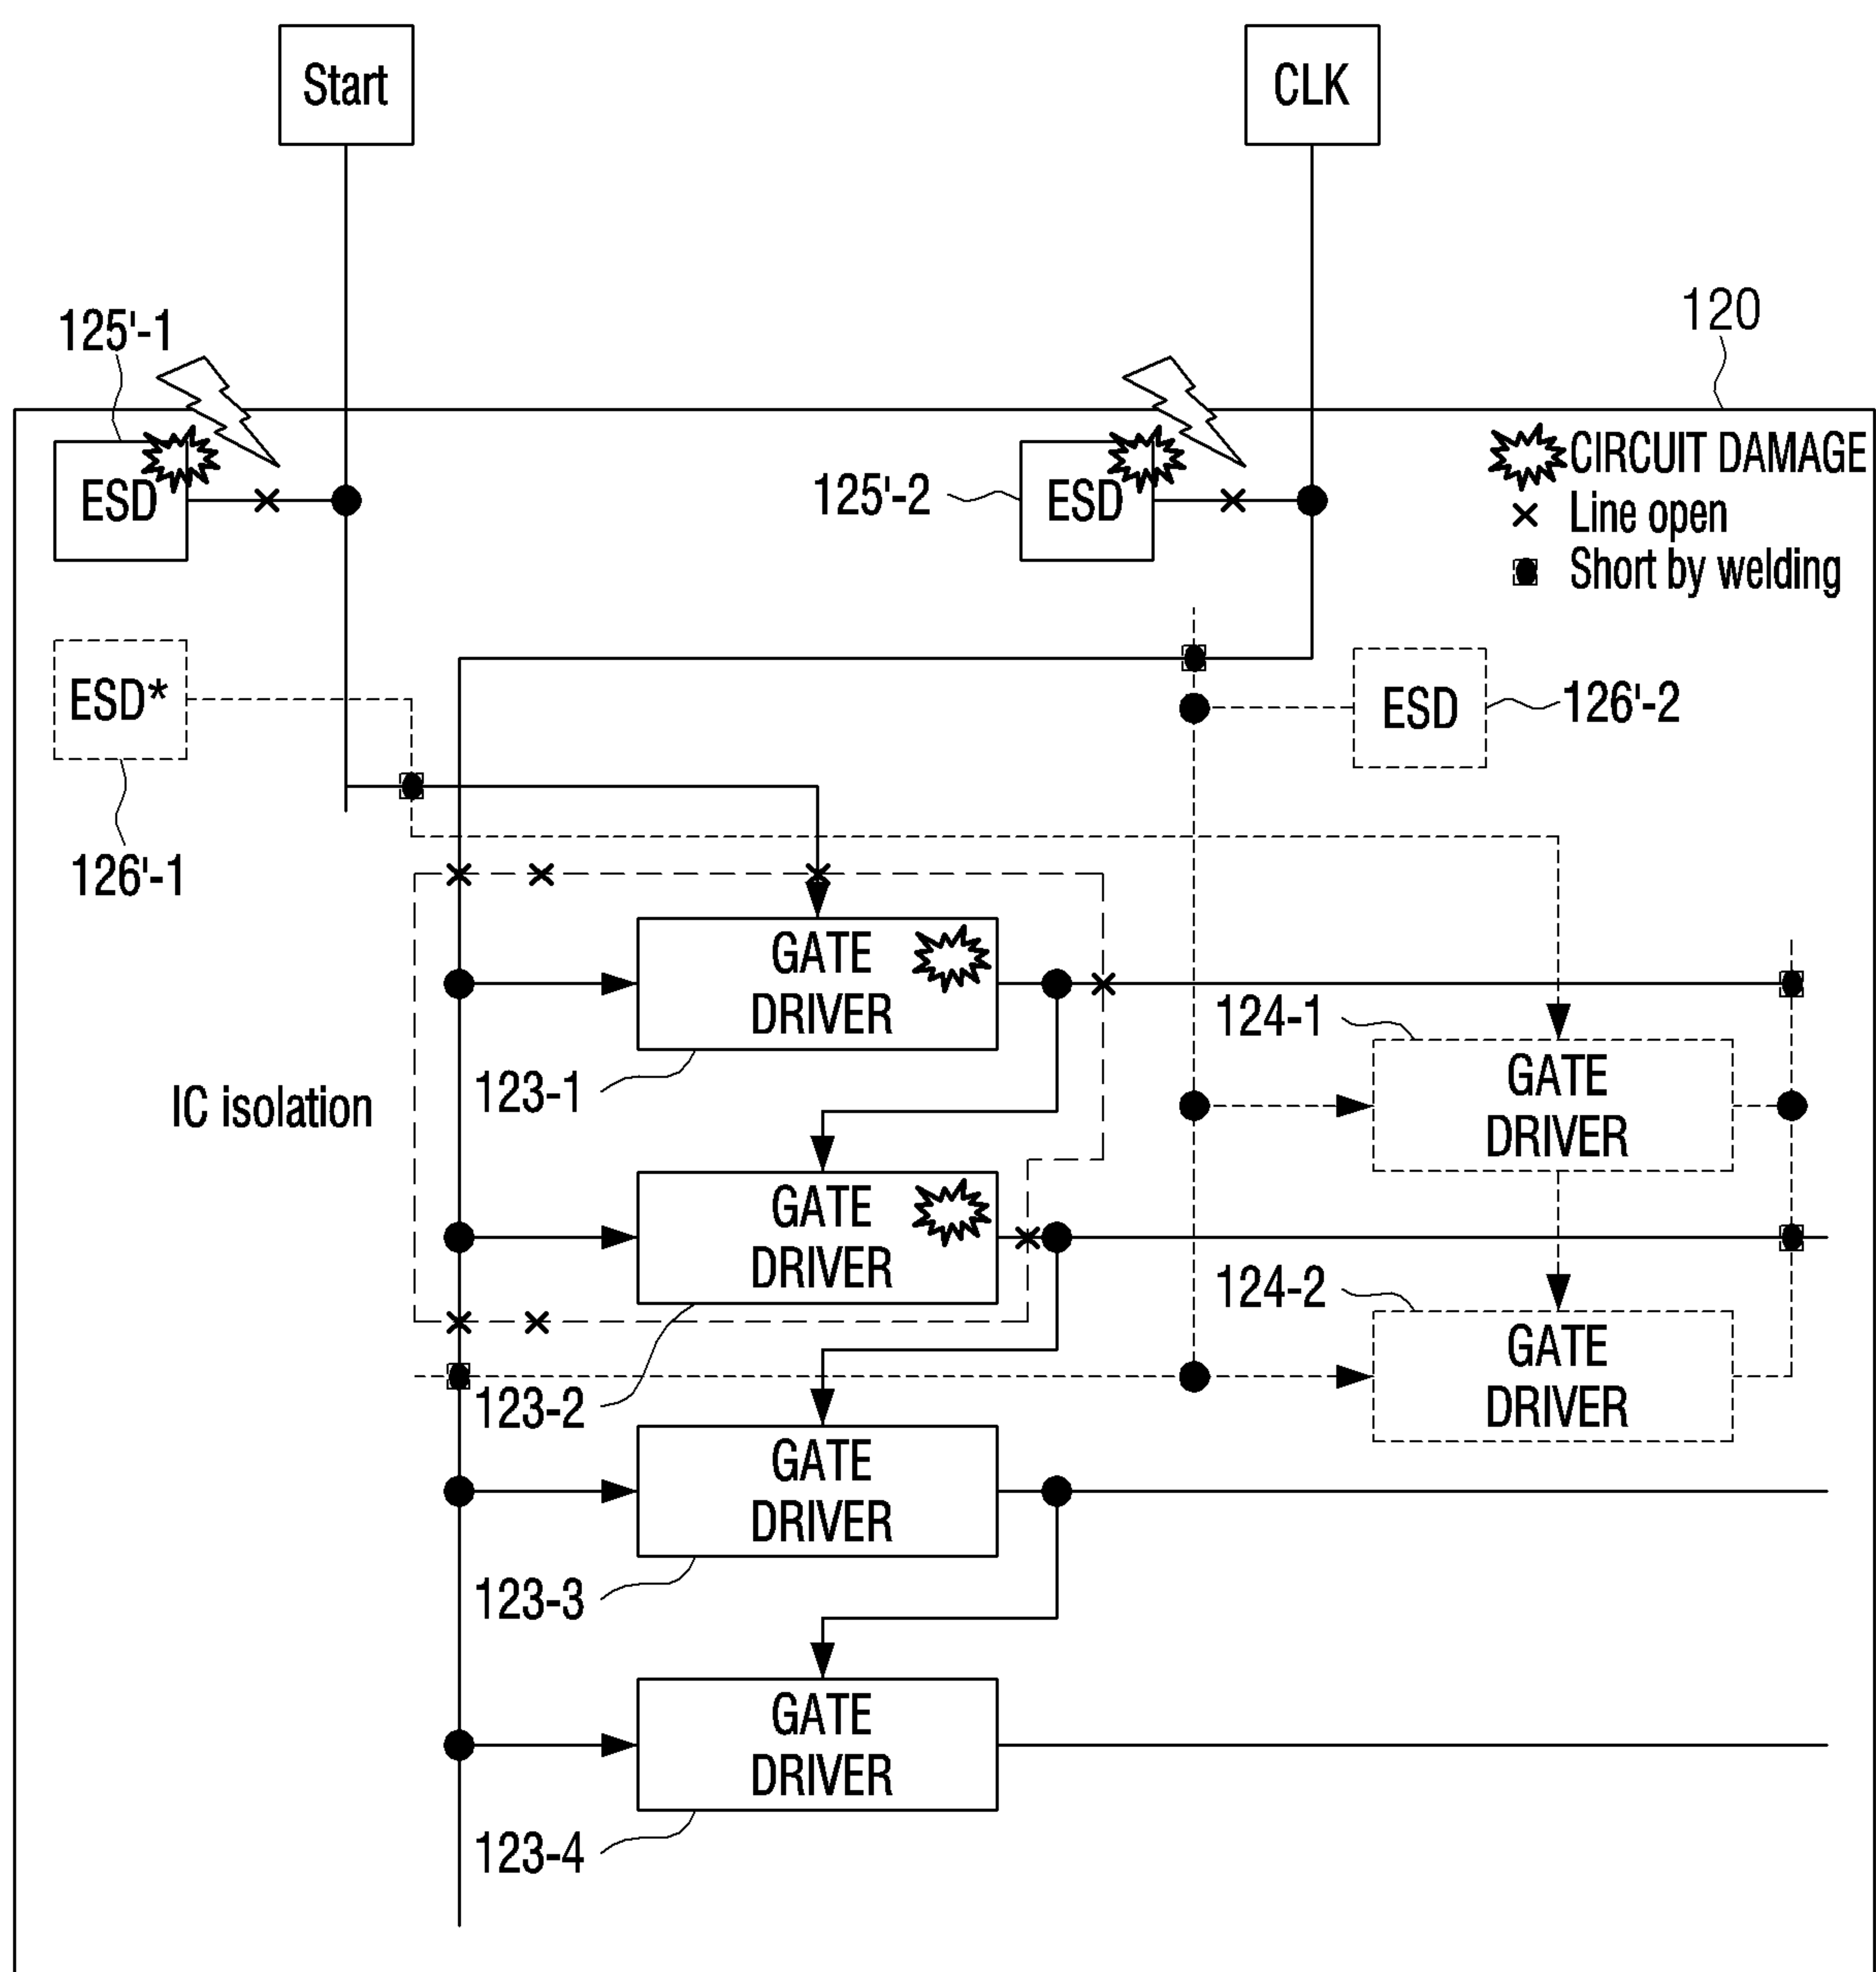 Start
CLK
125'-1
120
ESD
125'-2
ESD
CIRCUIT DAMAGE
Line open
Short by welding
ESD*
ESD
126'-2
126'-1
GATE
DRIVER
123-1
124-1
GATE
DRIVER
IC isolation
GATE
DRIVER
123-2
124-2
GATE
DRIVER
GATE
DRIVER
123-3
GATE
DRIVER
123-4